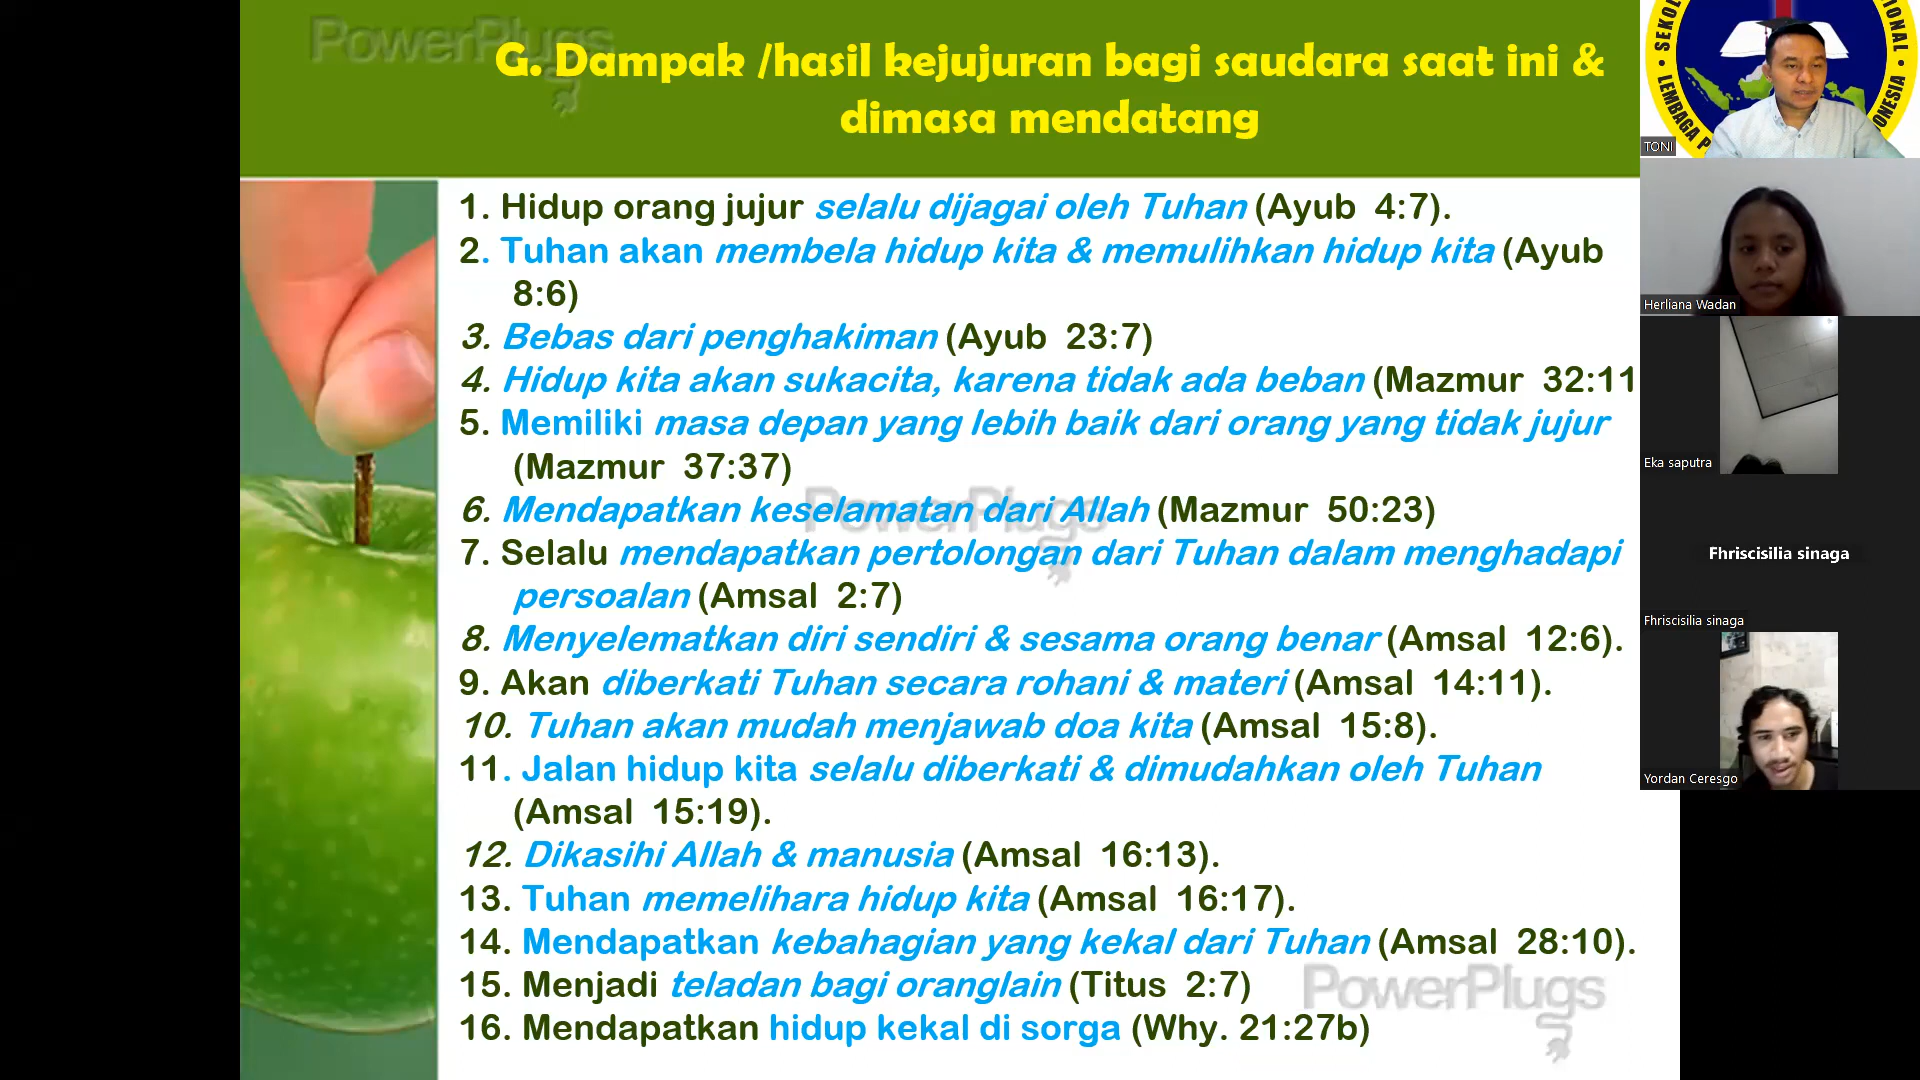 PowerPlugs
G. Dampak /hasil kejujuran bagi saudara saat ini &
dimasa mendatang
1. Hidup orang jujur selalu dijagai oleh Tuhan (Ayub 4:7).
2. Tuhan akan membela hidup kita & memulihkan hidup kita (Ayub
8:6)
3. Bebas dari penghakiman (Ayub 23:7)
4. Hidup kita akan sukacita, karena tidak ada beban (Mazmur 32:11
5. Memiliki masa depan yang lebih baik dari orang yang tidak jujur
(Mazmur 37:37)
PowerPlugs
6. Mendapatkan keselamatan dari Allah (Mazmur 50:23)
7. Selalu mendapatkan pertolongan dari Tuhan dalam menghadapi
persoalan (Amsal 2:7)
8. Menyelematkan diri sendiri & sesama orang benar (Amsal 12:6).
9. Akan diberkati Tuhan secara rohani & materi (Amsal 14:11).
10. Tuhan akan mudah menjawab doa kita (Amsal 15:8).
11. Jalan hidup kita selalu diberkati & dimudahkan oleh Tuhan
(Amsal 15:19).
12. Dikasihi Allah & manusia (Amsal 16:13).
13. Tuhan memelihara hidup kita (Amsal 16:17).
14. Mendapatkan kebahagian yang kekal dari Tuhan (Amsal 28:10).
15. Menjadi teladan bagi oranglain (Titus 2:7)
PowerPlugs
16. Mendapatkan hidup kekal di sorga (Why. 21:27b)
LEMBAGA
TONI
Herliana Wadan
Eka saputra
Fhriscisilia sinaga
Fhriscisilia sinaga
Yordan Ceresgo